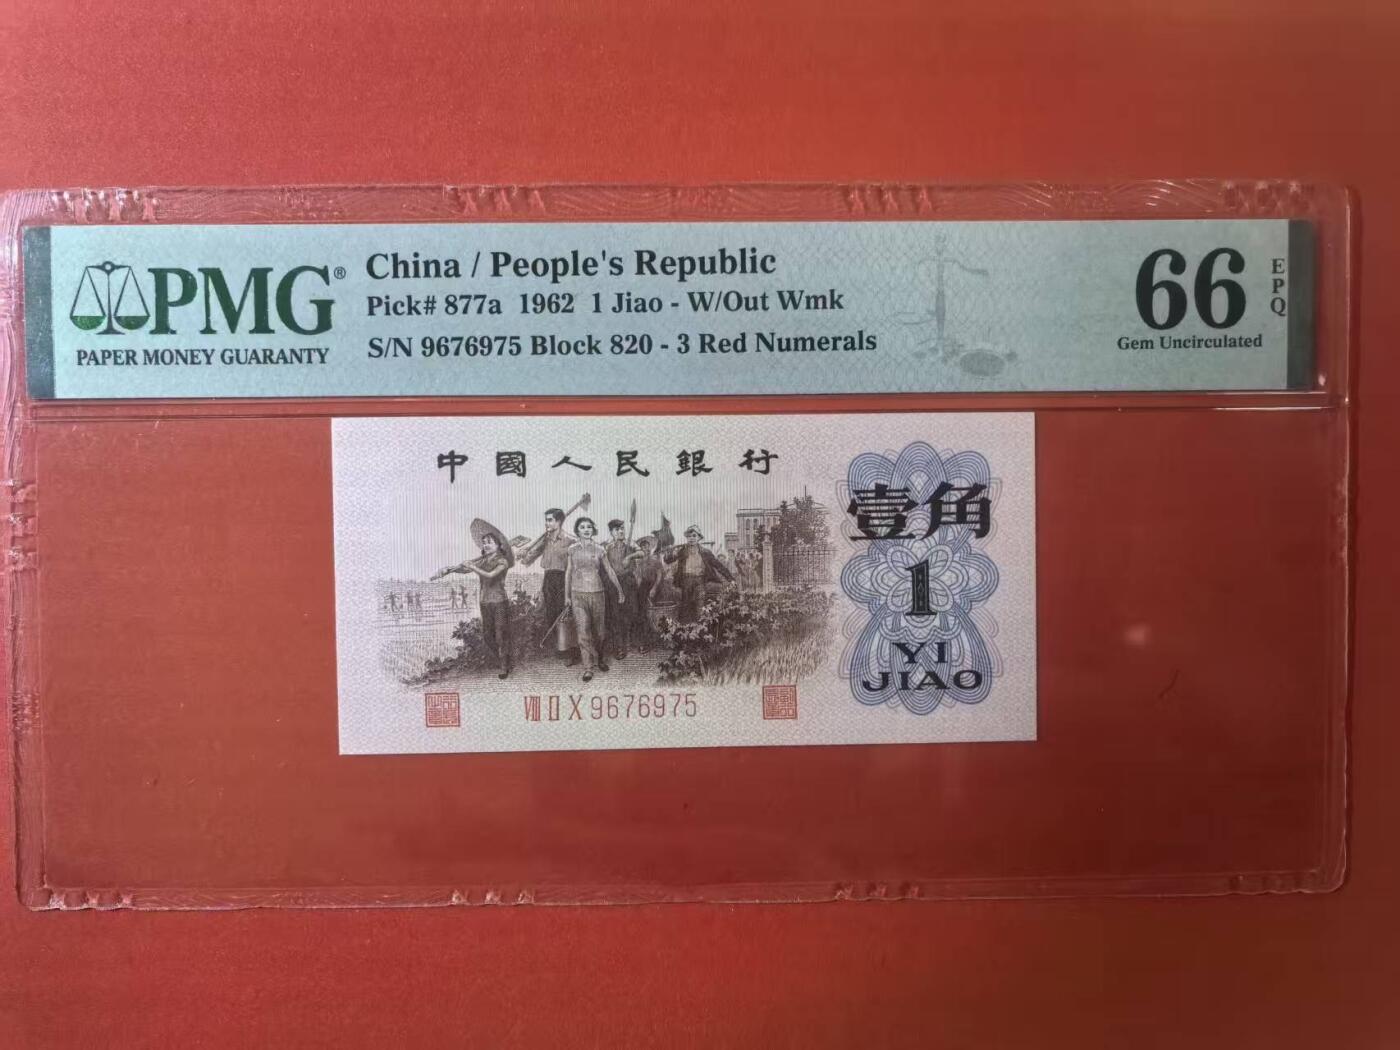 PMG®
PAPER MONEY GUARANTY
China / People's Republic
Pick# 877a 1962 1 Jiao - W/Out Wmk
S/N 9676975 Block 820 - 3 Red Numerals
66
EPQ
Gem Uncirculated
中國人民銀行
壹角
1
YI
JIAO
VIII II X 9676975